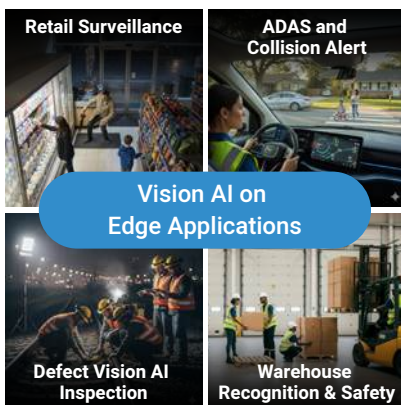 Retail Surveillance
ADAS and
Collision Alert
Vision AI on
Edge Applications
Defect Vision AI
Inspection
Warehouse
Recognition & Safety